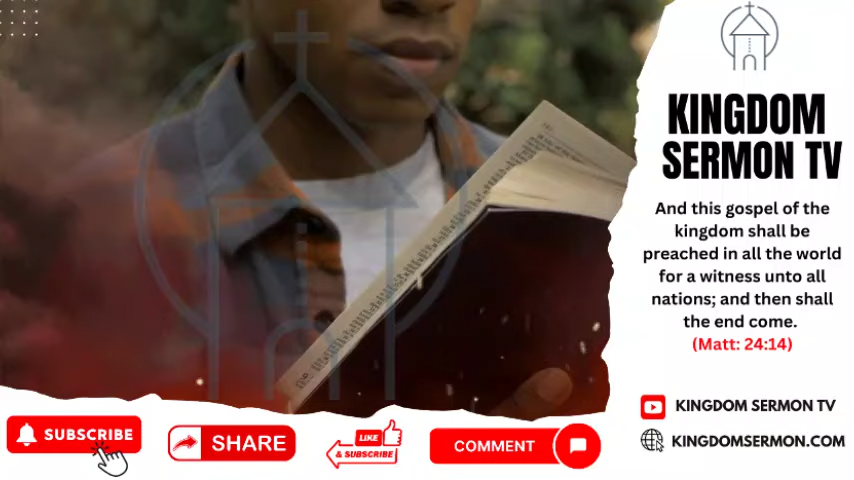 KINGDOM
SERMON TV
And this gospel of the
kingdom shall be
preached in all the world
for a witness unto all
nations; and then shall
the end come.
(Matt: 24:14)
KINGDOM SERMON TV
KINGDOMSERMON.COM
SUBSCRIBE
SHARE
LIKE
& SUBSCRIBE
COMMENT